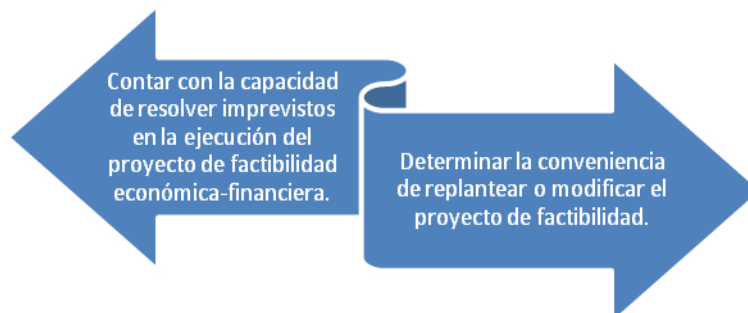 Contar con la capacidad
de resolver imprevistos
en la ejecución del
proyecto de factibilidad
económica-financiera.
Determinar la conveniencia
de replantear o modificar el
proyecto de factibilidad.